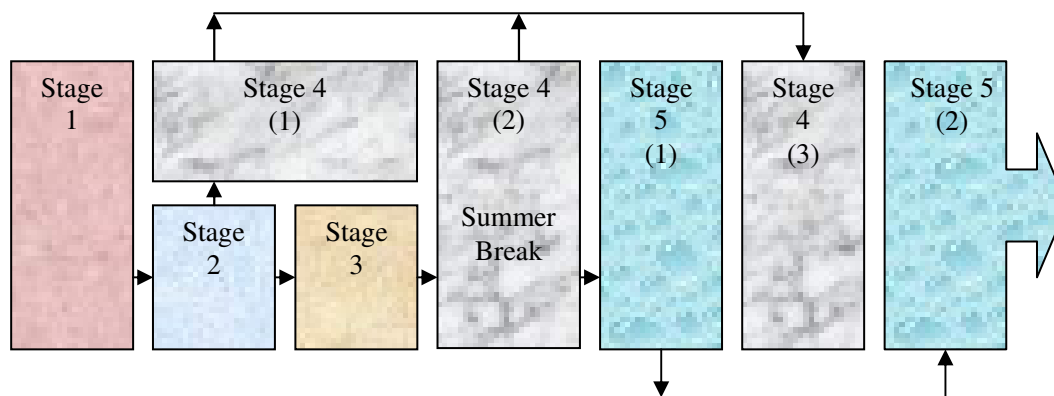 Stage
1
Stage 4
(1)
Stage
2
Stage
3
Stage 4
(2)
Summer
Break
Stage
5
(1)
Stage
4
(3)
Stage 5
(2)